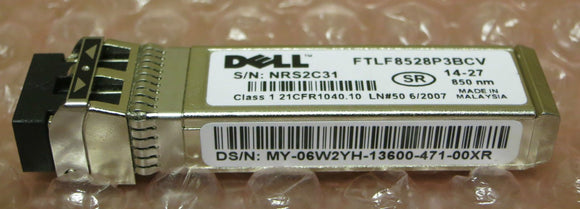 DELL™ FTLF8528P3BCV
S/N: NRS2C31 SR 14-27
850 nm
Class 1 21CFR1040.10 LN#50 6/2007 MADE IN
MALAYSIA
DS/N: MY-06W2YH-13600-471-00XR